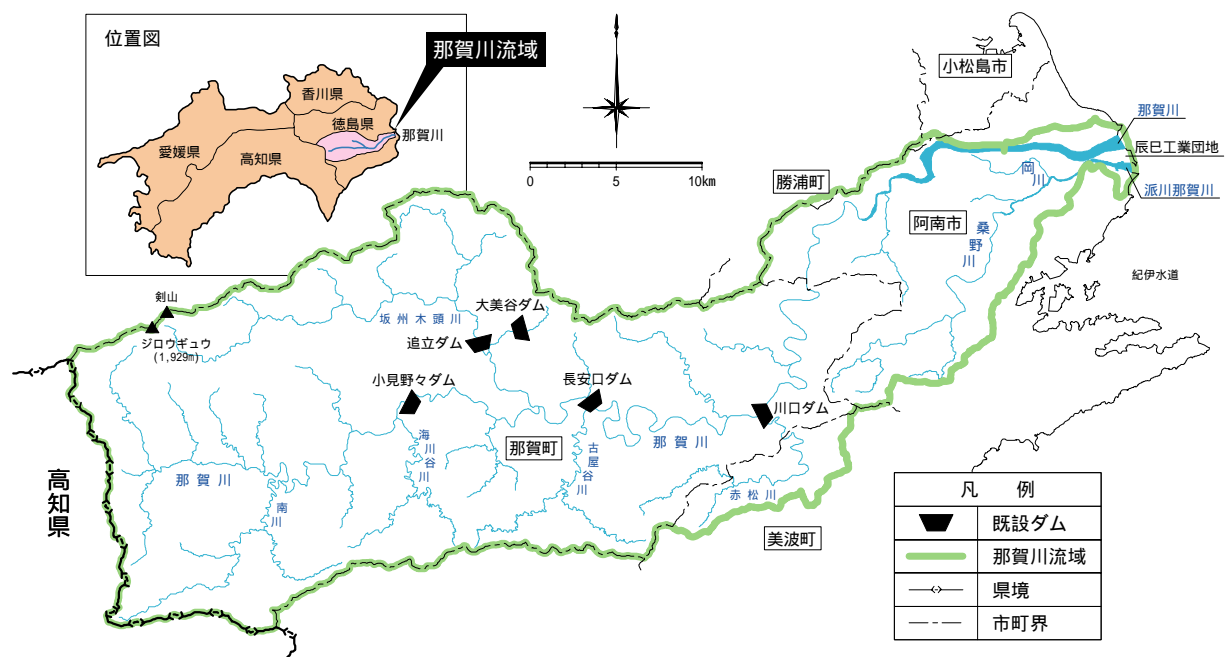 位置図
那賀川流域
香川県
徳島県
那賀川
愛媛県
高知県
0 5 10km
小松島市
那賀川
辰巳工業団地
派川那賀川
勝浦町
岡川
阿南市
桑野川
紀伊水道
剣山
ジロウギュウ
(1,929m)
坂州木頭川
大美谷ダム
追立ダム
小見野々ダム
長安口ダム
川口ダム
海川谷川
那賀町
古屋谷川
那賀川
那賀川
南川
赤松川
高知県
美波町
凡 例
既設ダム
那賀川流域
県境
市町界